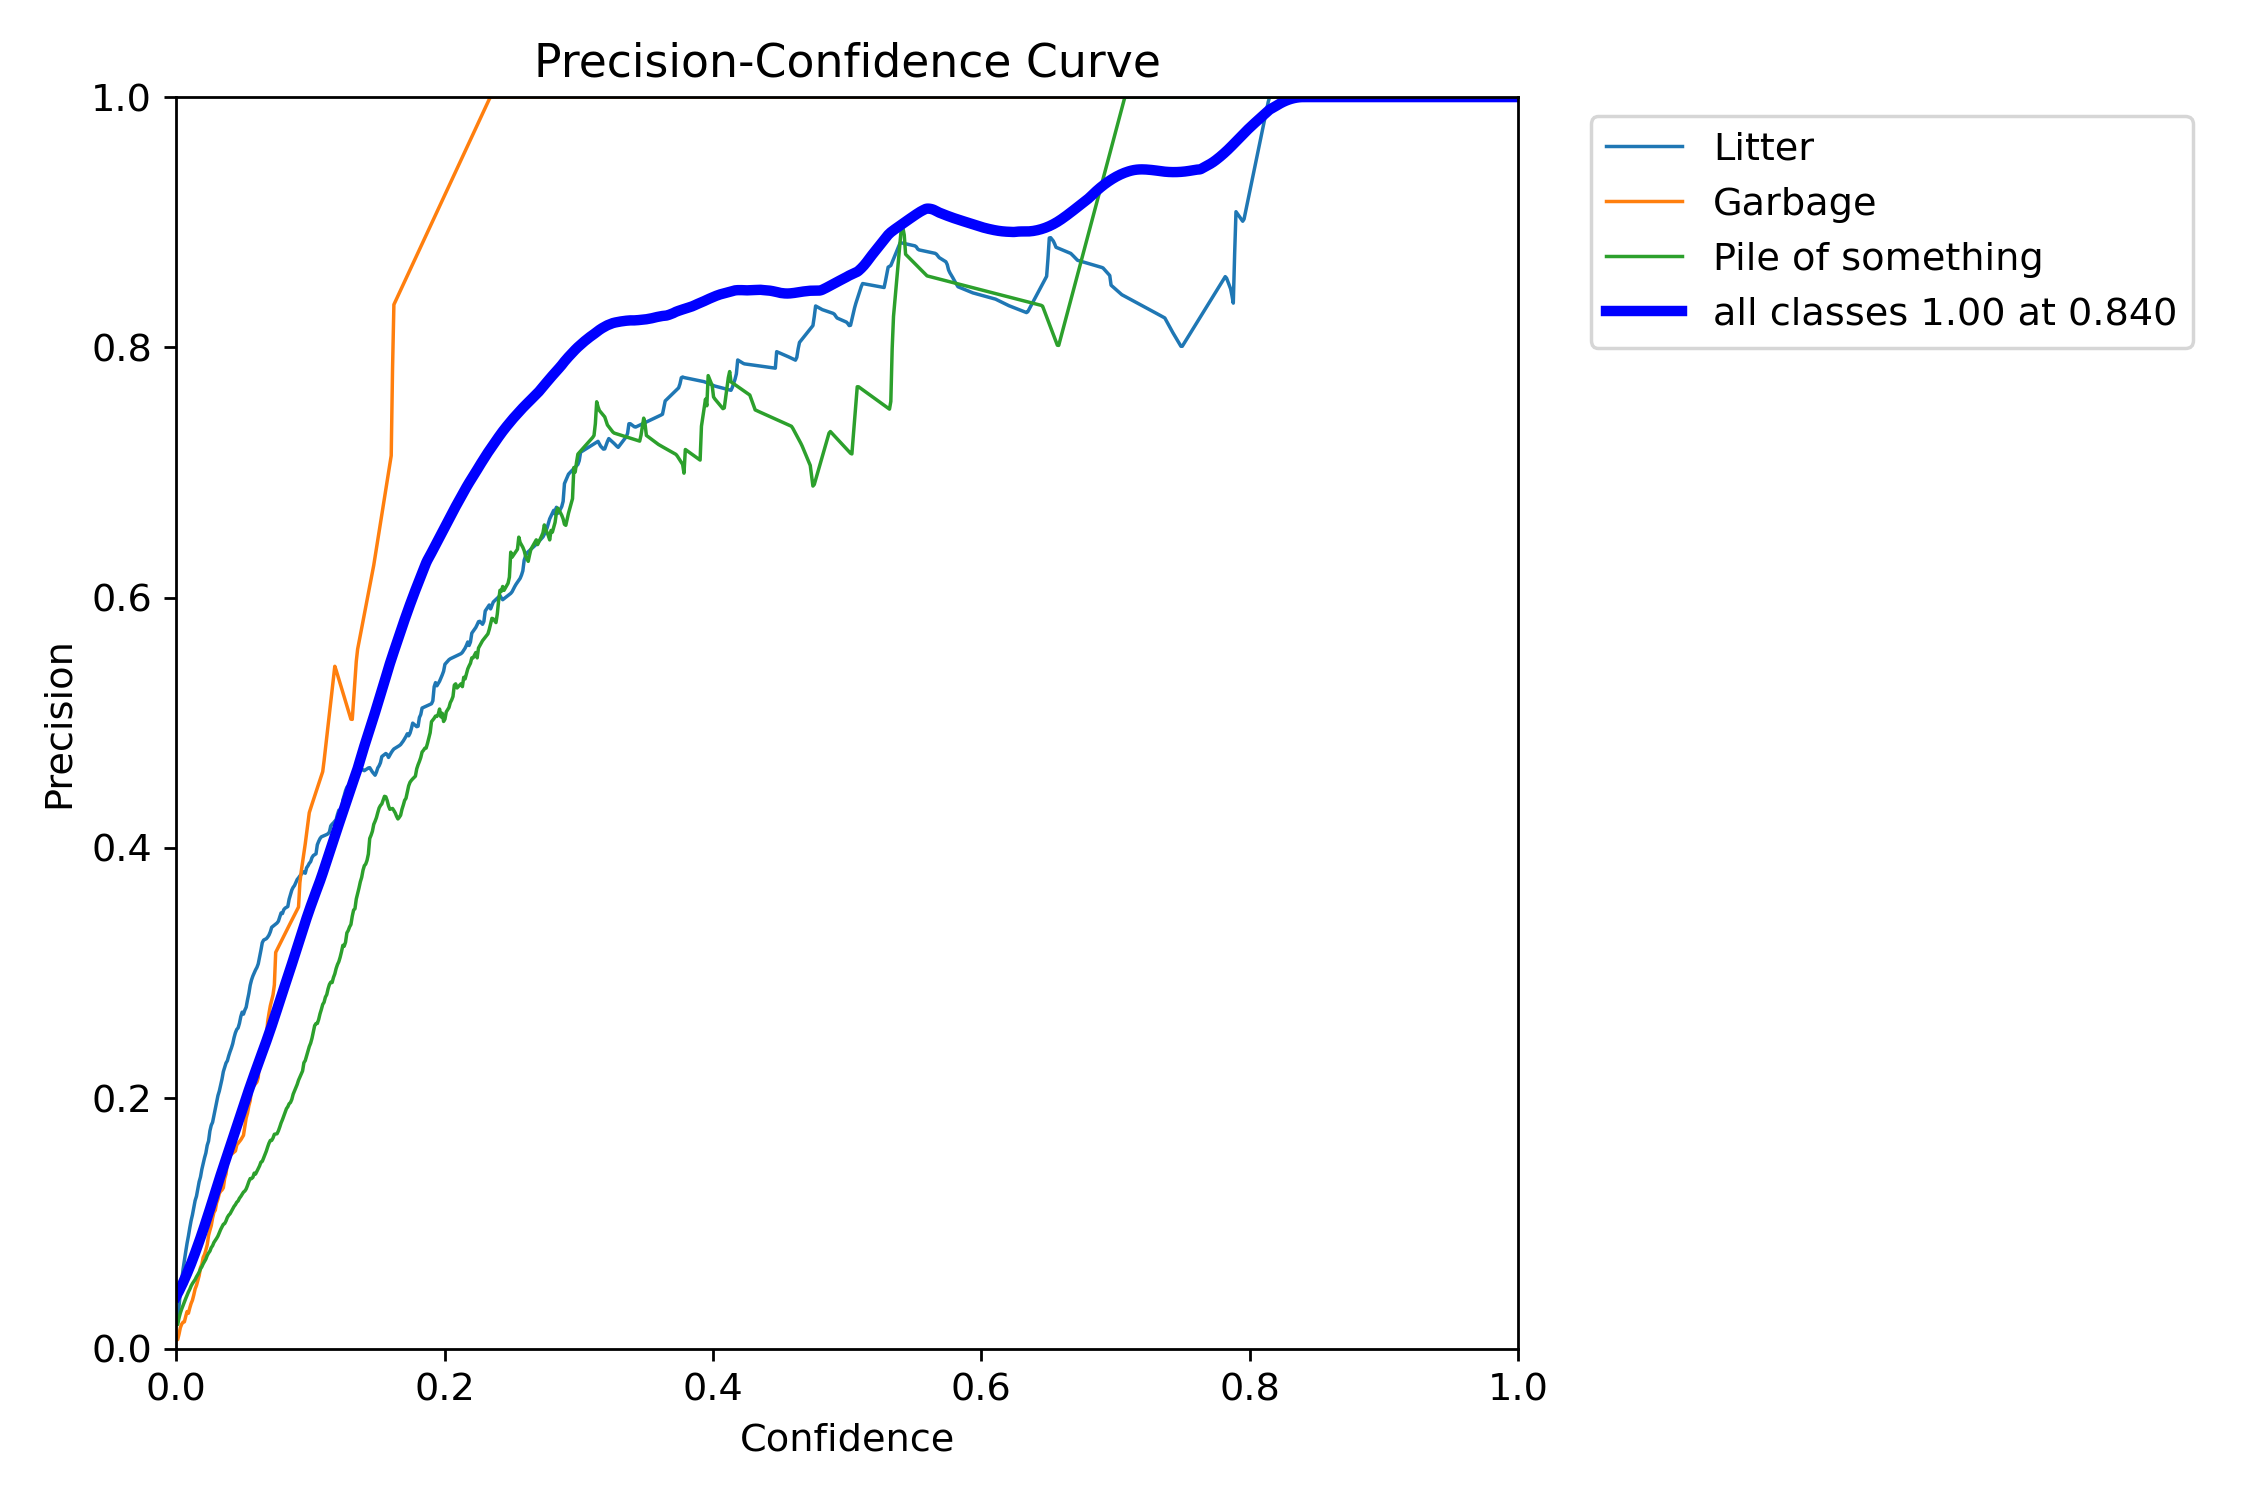 Precision-Confidence Curve
1.0
0.8
0.6
0.4
0.2
0.0
Precision
0.0 0.2 0.4 0.6 0.8 1.0
Confidence
Litter
Garbage
Pile of something
all classes 1.00 at 0.840